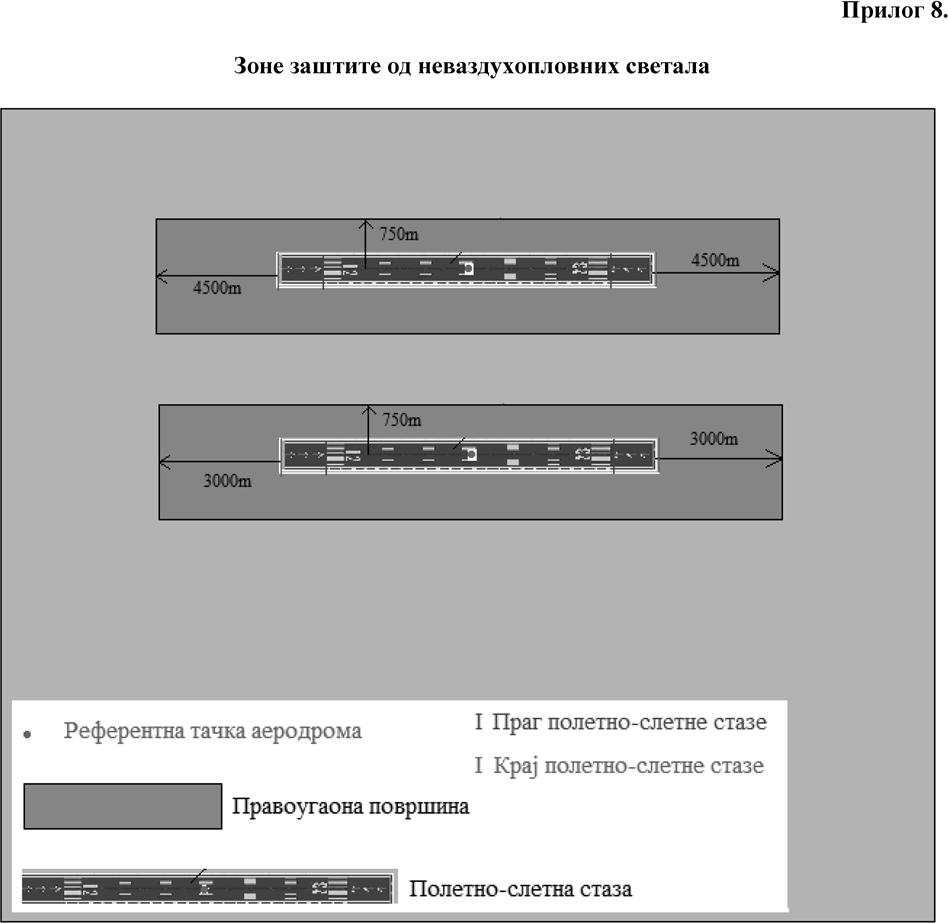 Прилог 8.
Зоне заштите од неваздухопловних светала
750m
4500m
4500m
750m
3000m
3000m
Референтна тачка аеродрома
I Праг полетно-слетне стазе
I Крај полетно-слетне стазе
Правоугаона површина
Полетно-слетна стаза